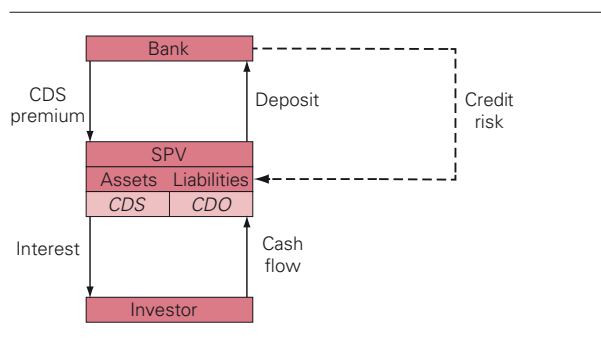 Bank
CDS
premium
Deposit
Credit
risk
SPV
Assets Liabilities
CDS CDO
Interest
Cash
flow
Investor